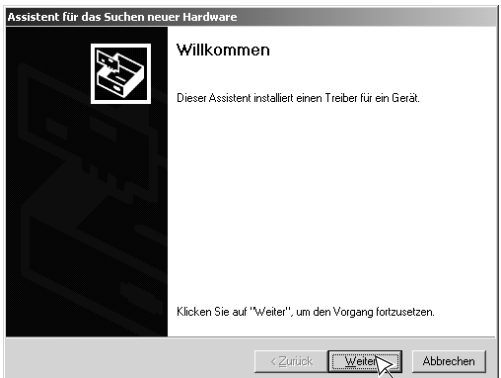 Assistent für das Suchen neuer Hardware
Willkommen
Dieser Assistent installiert einen Treiber für ein Gerät.
Klicken Sie auf "Weiter", um den Vorgang fortzusetzen.
< Zurück
Weiter
Abbrechen